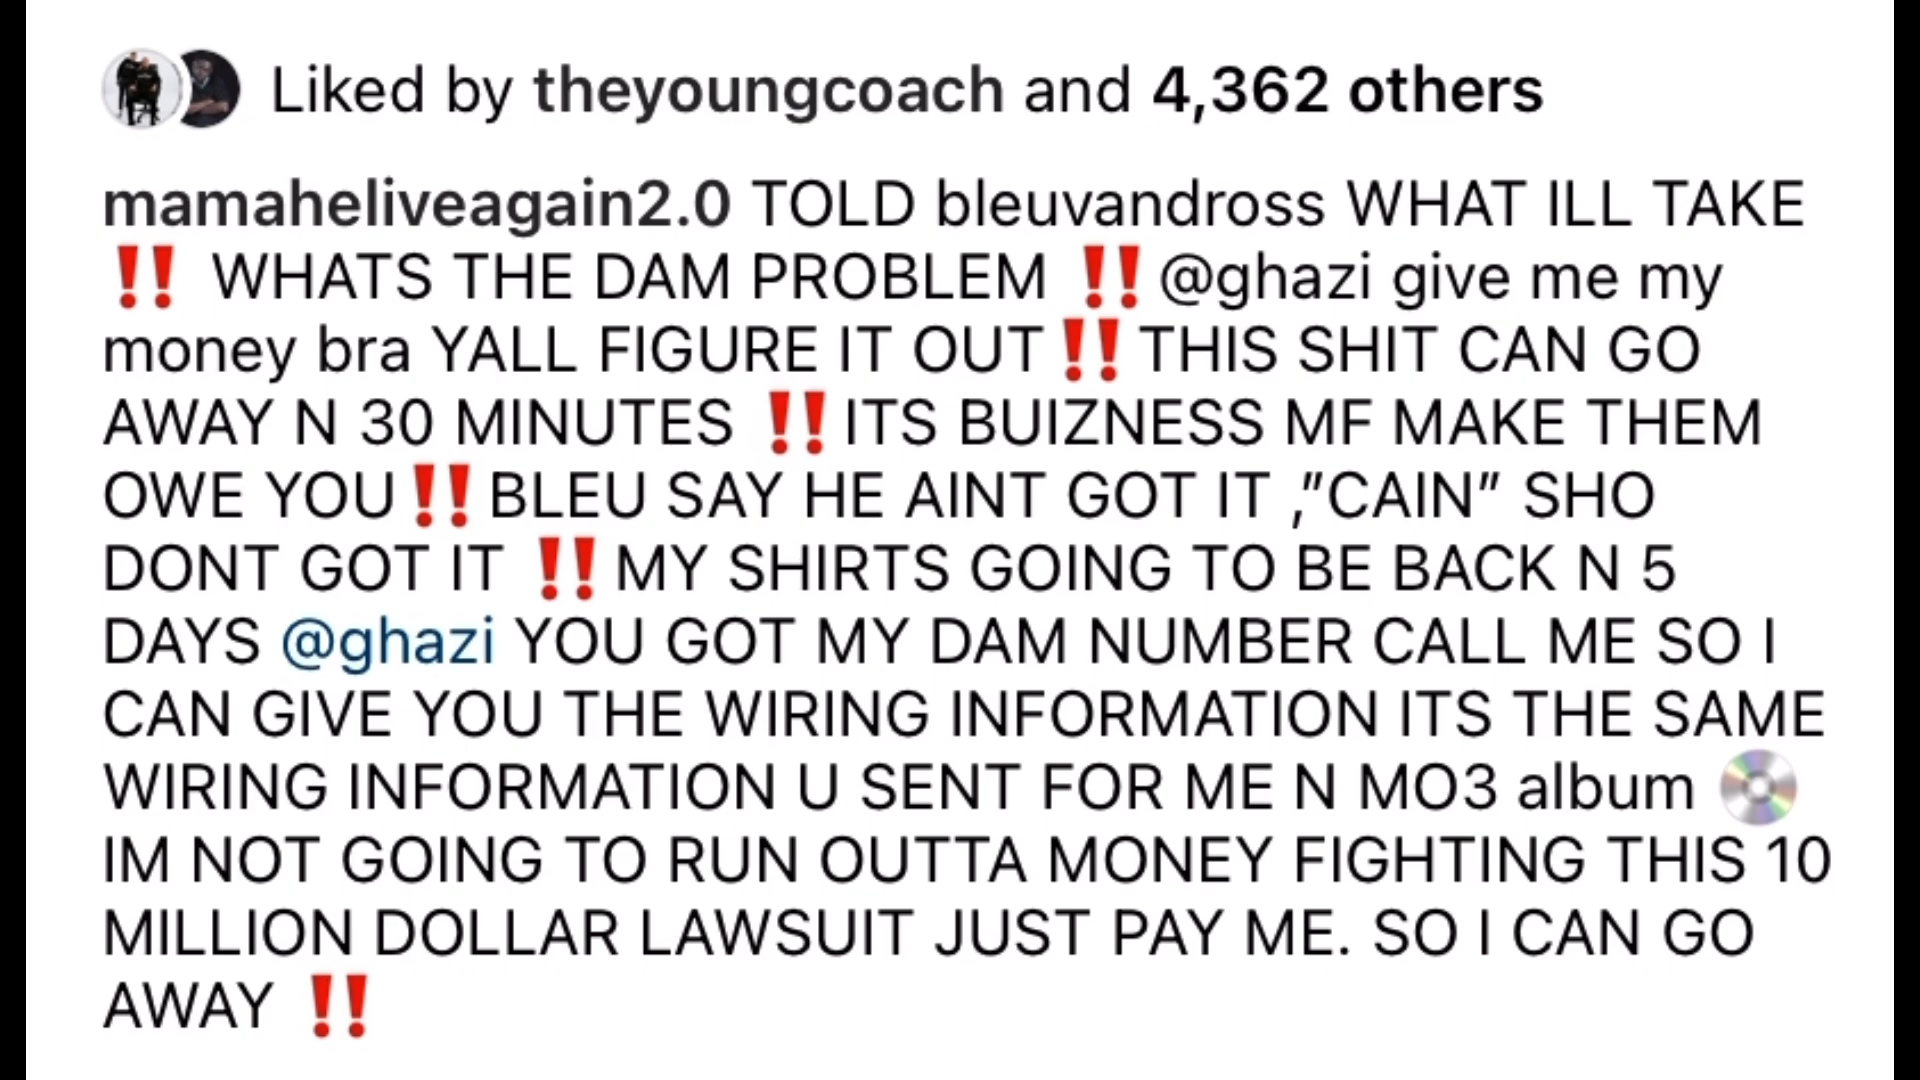 Liked by theyoungcoach and 4,362 others
mamaheliveagain2.0 TOLD bleuvandross WHAT ILL TAKE
‼️ WHATS THE DAM PROBLEM ‼️@ghazi give me my
money bra YALL FIGURE IT OUT‼️THIS SHIT CAN GO
AWAY N 30 MINUTES ‼️ITS BUIZNESS MF MAKE THEM
OWE YOU‼️BLEU SAY HE AINT GOT IT ,”CAIN” SHO
DONT GOT IT ‼️MY SHIRTS GOING TO BE BACK N 5
DAYS @ghazi YOU GOT MY DAM NUMBER CALL ME SO I
CAN GIVE YOU THE WIRING INFORMATION ITS THE SAME
WIRING INFORMATION U SENT FOR ME N MO3 album 💿
IM NOT GOING TO RUN OUTTA MONEY FIGHTING THIS 10
MILLION DOLLAR LAWSUIT JUST PAY ME. SO I CAN GO
AWAY ‼️